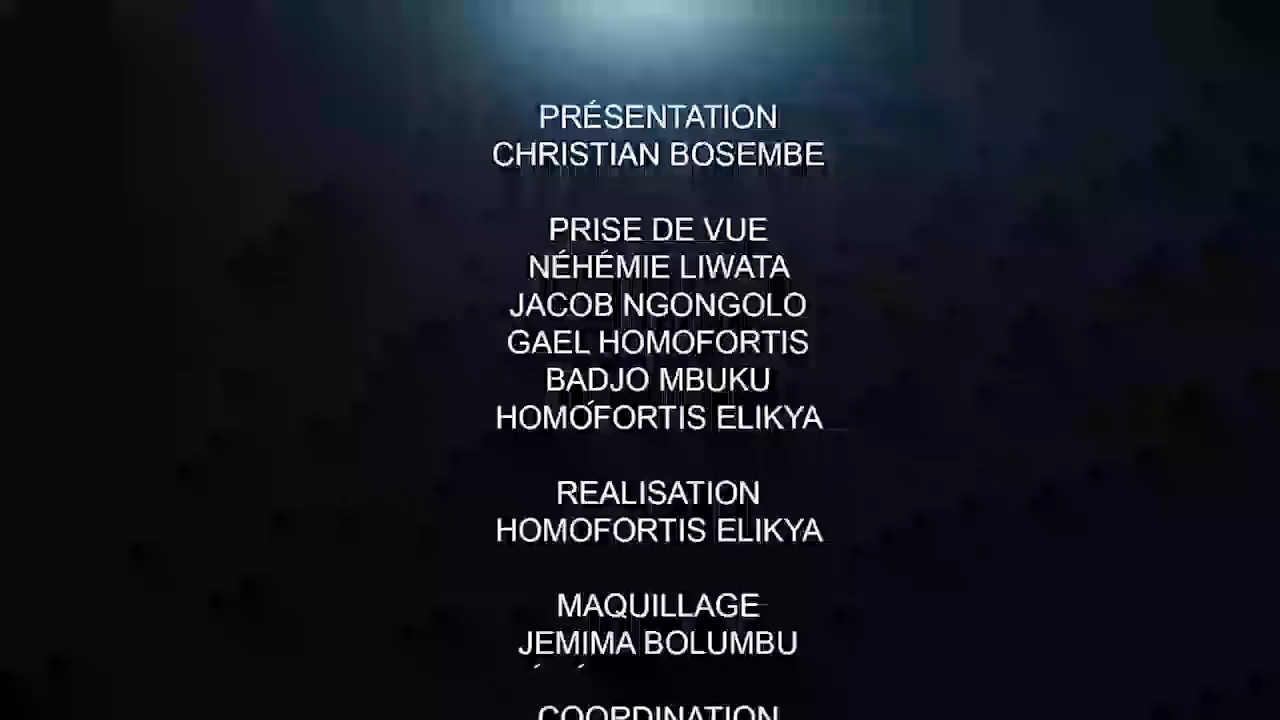 PRÉSENTATION
CHRISTIAN BOSEMBE
PRISE DE VUE
NÉHÉMIE LIWATA
JACOB NGONGOLO
GAEL HOMOFORTIS
BADJO MBUKU
HOMOFORTIS ELIKYA
REALISATION
HOMOFORTIS ELIKYA
MAQUILLAGE
JEMIMA BOLUMBU
COORDINATION